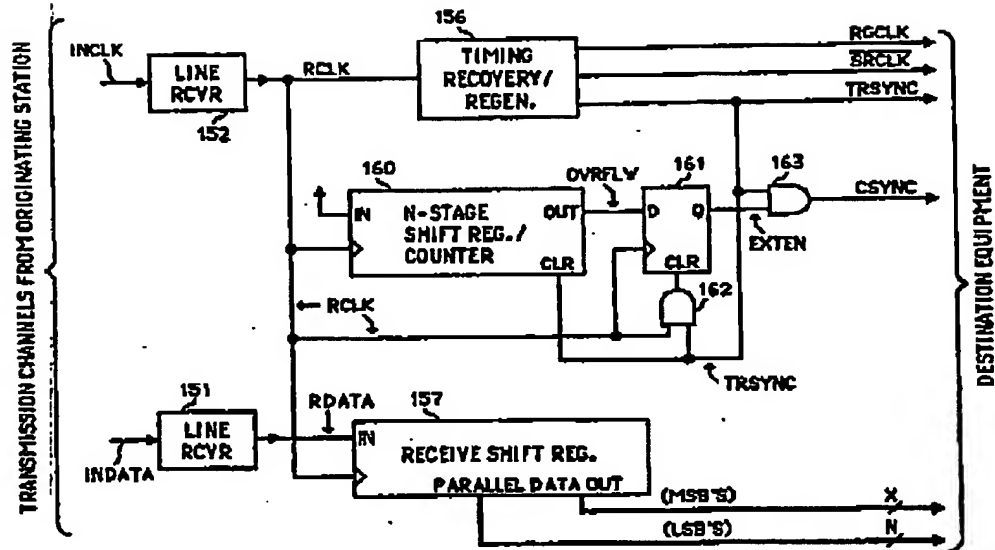 TRANSMISSION CHANNELS FROM ORIGINATING STATION
INCLK
LINE
RCVR
152
RCLK
156
TIMING
RECOVERY/
REGEN.
RGCLK
SRCLK
TRSYNC
160
IN
N-STAGE
SHIFT REG./
COUNTER
OUT
CLR
OVRFLW
161
D
Q
CLR
EXTEN
163
CSYNC
162
RCLK
TRSYNC
151
LINE
RCVR
INDATA
RDATA
157
IN
RECEIVE SHIFT REG.
PARALLEL DATA OUT
(MSB'S)
X
(LSB'S)
N
DESTINATION EQUIPMENT